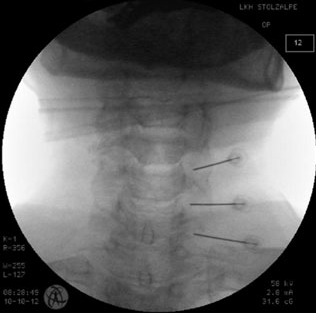 LKH STOLZALPE
OP
12
K-1
R-356
W-255
L-127
08:28:49
10-10-12
58 kV
2.8 mA
31.6 cG